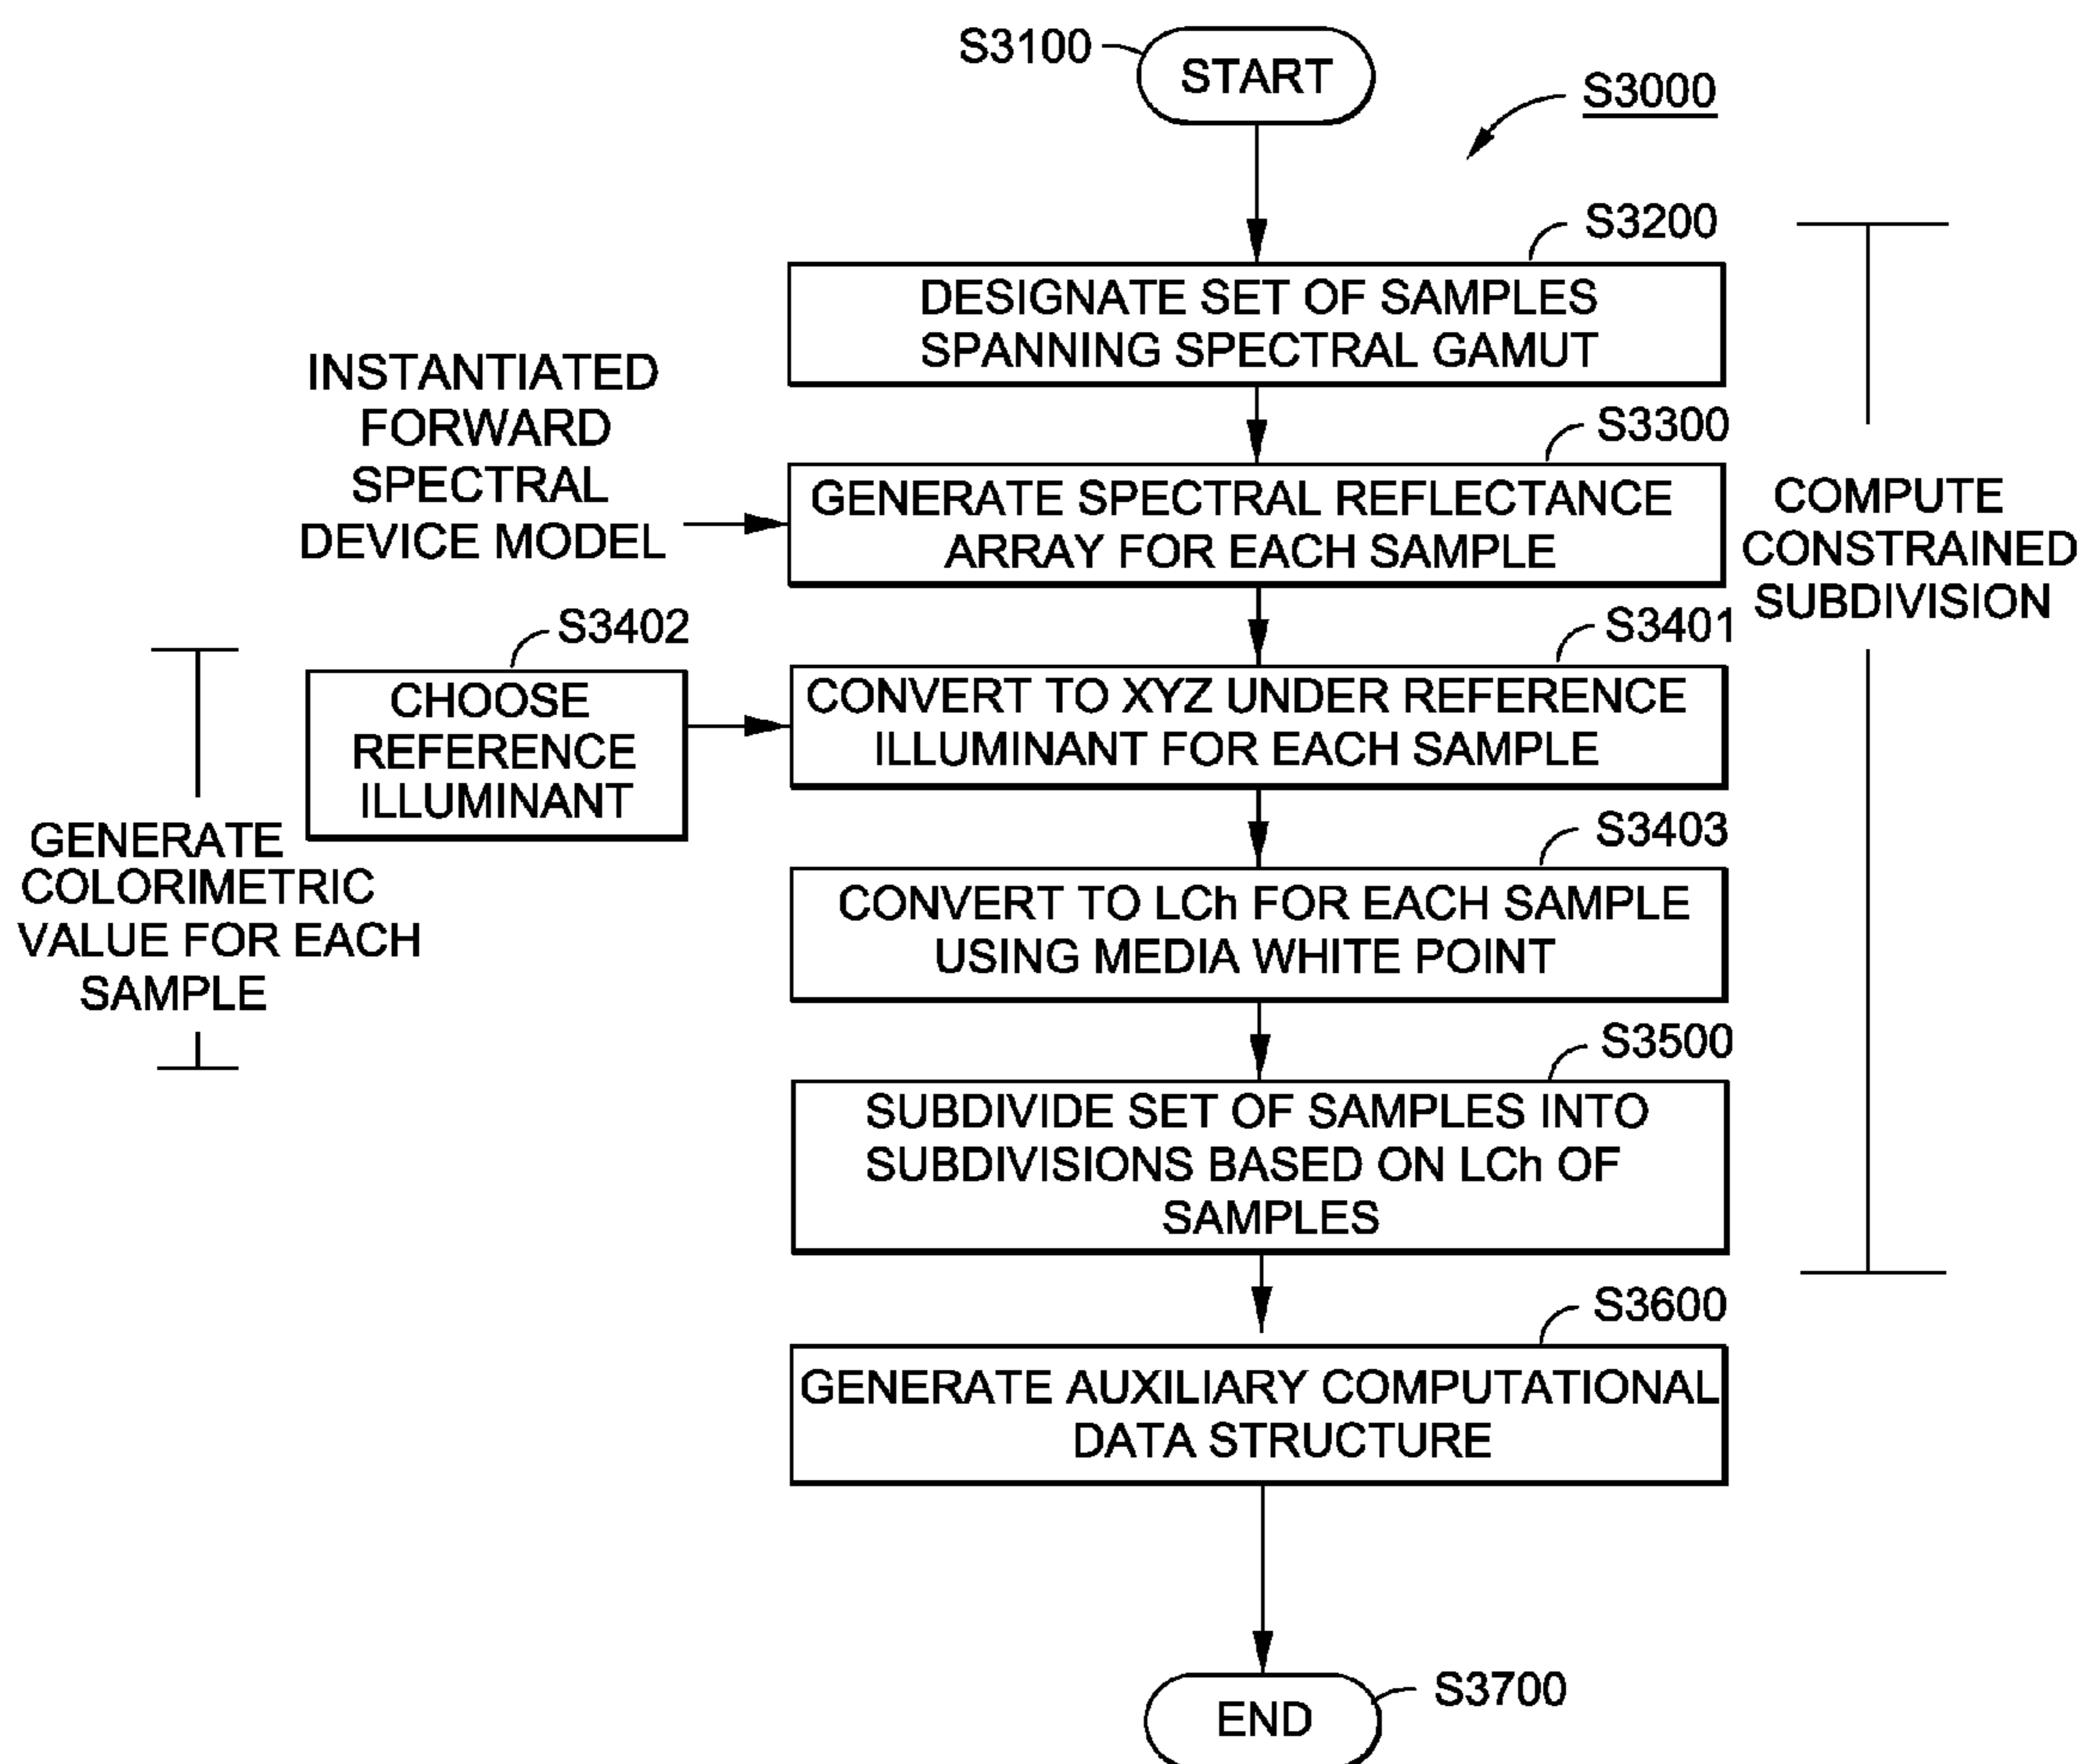 S3100
START
S3000
S3200
DESIGNATE SET OF SAMPLES
SPANNING SPECTRAL GAMUT
INSTANTIATED
FORWARD
SPECTRAL
DEVICE MODEL
S3300
GENERATE SPECTRAL REFLECTANCE
ARRAY FOR EACH SAMPLE
COMPUTE
CONSTRAINED
SUBDIVISION
S3402
CHOOSE
REFERENCE
ILLUMINANT
S3401
CONVERT TO XYZ UNDER REFERENCE
ILLUMINANT FOR EACH SAMPLE
GENERATE
COLORIMETRIC
VALUE FOR EACH
SAMPLE
S3403
CONVERT TO LCh FOR EACH SAMPLE
USING MEDIA WHITE POINT
S3500
SUBDIVIDE SET OF SAMPLES INTO
SUBDIVISIONS BASED ON LCh OF
SAMPLES
S3600
GENERATE AUXILIARY COMPUTATIONAL
DATA STRUCTURE
S3700
END